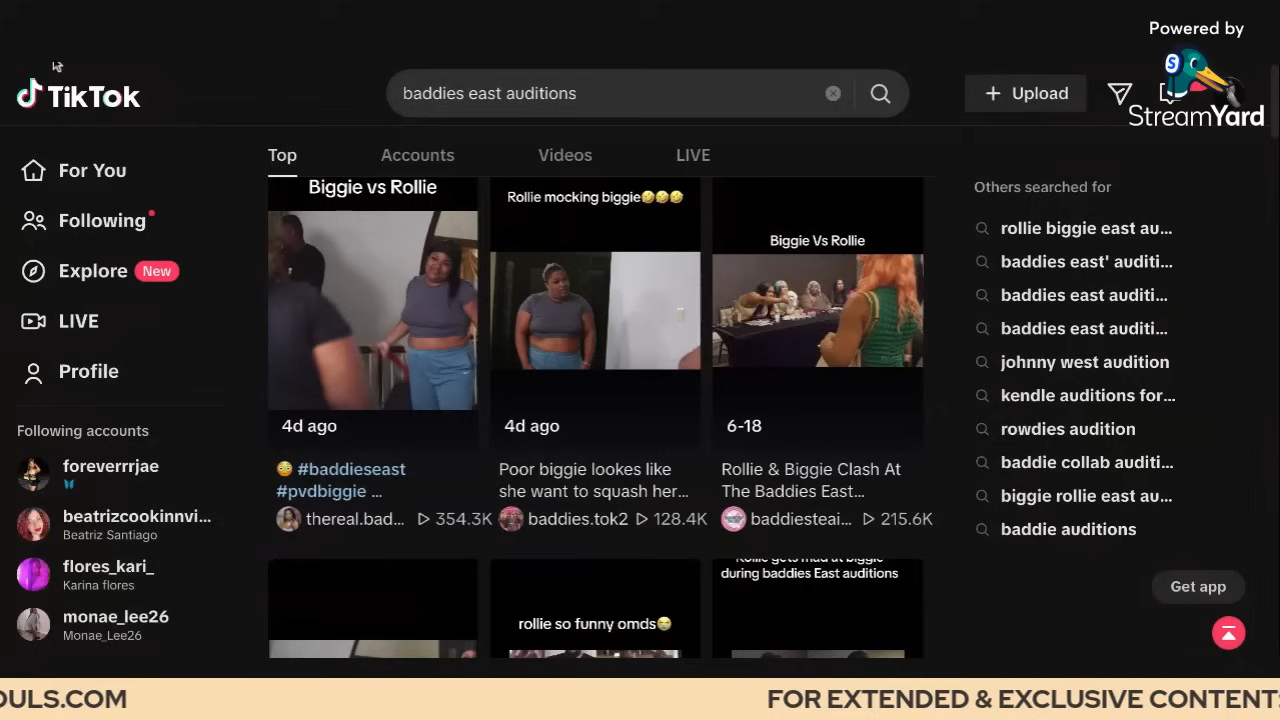 Powered by
StreamYard
TikTok
baddies east auditions
Upload
For You
Following
Explore New
LIVE
Profile
Following accounts
foreverrrjae
beatrizcookinnvi...
Beatriz Santiago
flores_kari_
Karina flores
monae_lee26
Monae_Lee26
Top
Accounts
Videos
LIVE
Biggie vs Rollie
4d ago
😳 #baddieseast
#pvdbiggie ...
thereal.bad... 354.3K
Rollie mocking biggie🤣🤣🤣
4d ago
Poor biggie lookes like
she want to squash her...
baddies.tok2 128.4K
Biggie Vs Rollie
6-18
Rollie & Biggie Clash At
The Baddies East...
baddiesteai... 215.6K
rollie so funny omds😭
Rollie gets mad at biggie
during baddies East auditions
Others searched for
rollie biggie east au...
baddies east' auditi...
baddies east auditi...
baddies east auditi...
johnny west audition
kendle auditions for...
rowdies audition
baddie collab auditi...
biggie rollie east au...
baddie auditions
Get app
OULS.COM
FOR EXTENDED & EXCLUSIVE CONTENT: